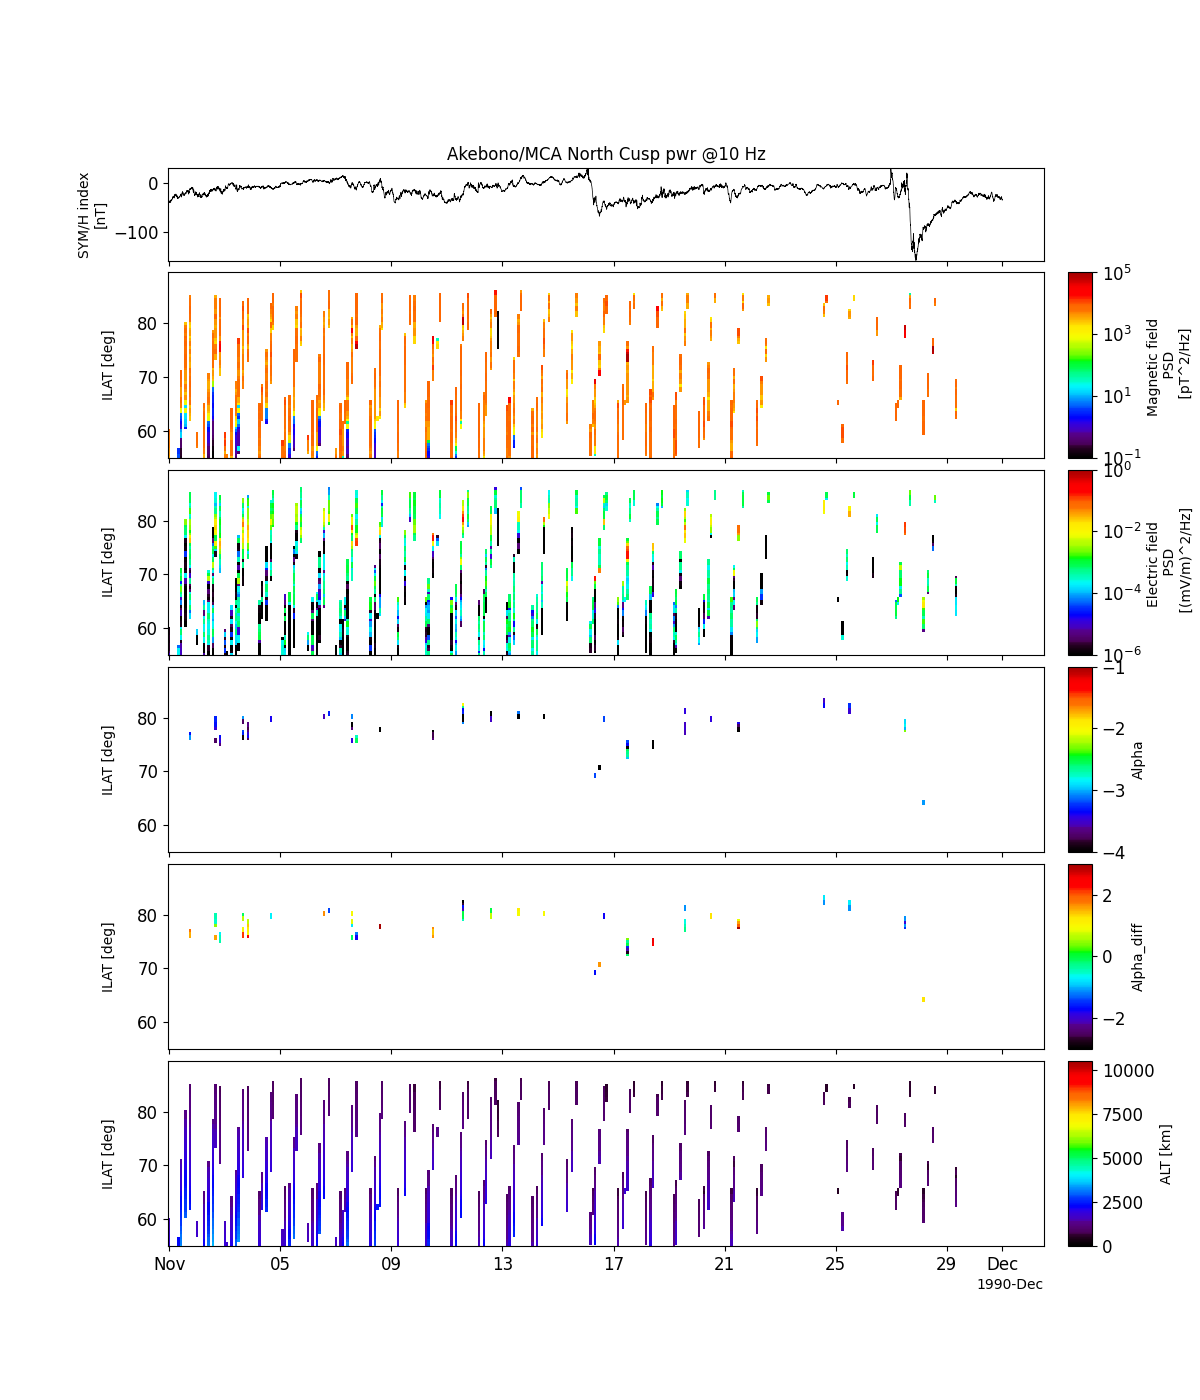 Akebono/MCA North Cusp pwr @10 Hz
SYM/H index
[nT]
0
−100
ILAT [deg]
80
70
60
10^5
10^3
10^1
10^-1
Magnetic field
PSD
[pT^2/Hz]
ILAT [deg]
80
70
60
10^0
10^-2
10^-4
10^-6
Electric field
PSD
[(mV/m)^2/Hz]
ILAT [deg]
80
70
60
−1
−2
−3
−4
Alpha
ILAT [deg]
80
70
60
2
0
−2
Alpha_diff
ILAT [deg]
80
70
60
10000
7500
5000
2500
0
ALT [km]
Nov 05 09 13 17 21 25 29 Dec
1990-Dec